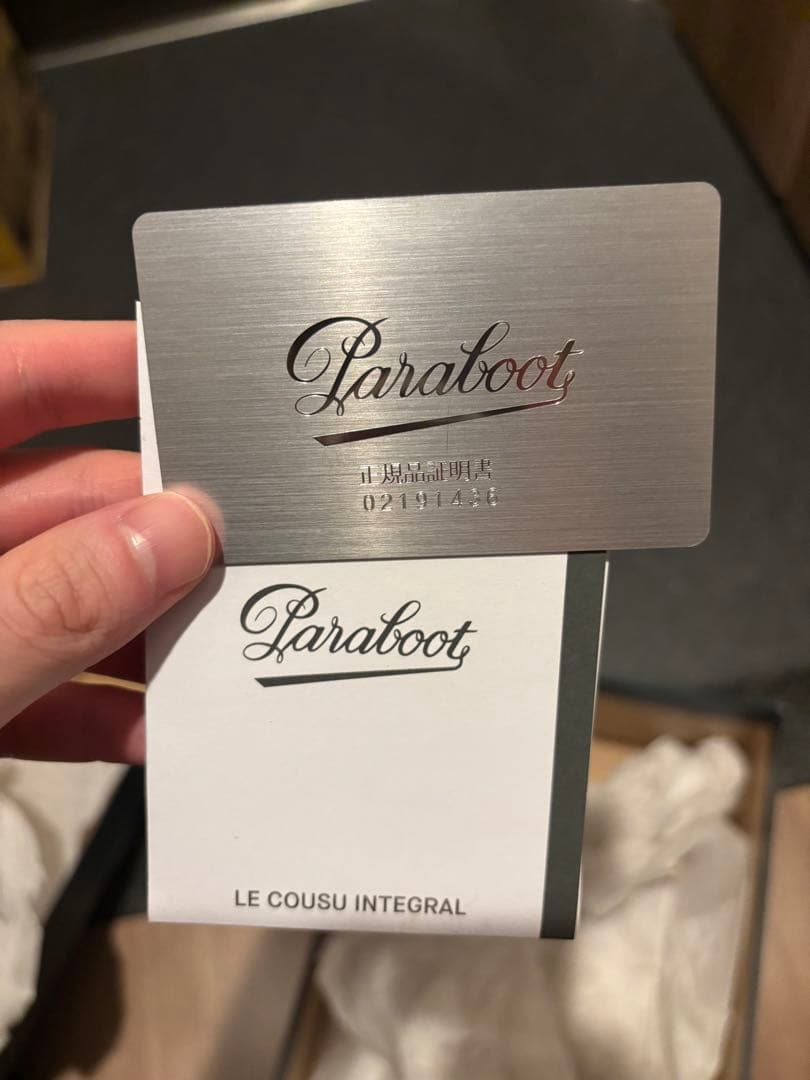 Paraboot
正規品証明書
02191436
Paraboot
LE COUSU INTEGRAL